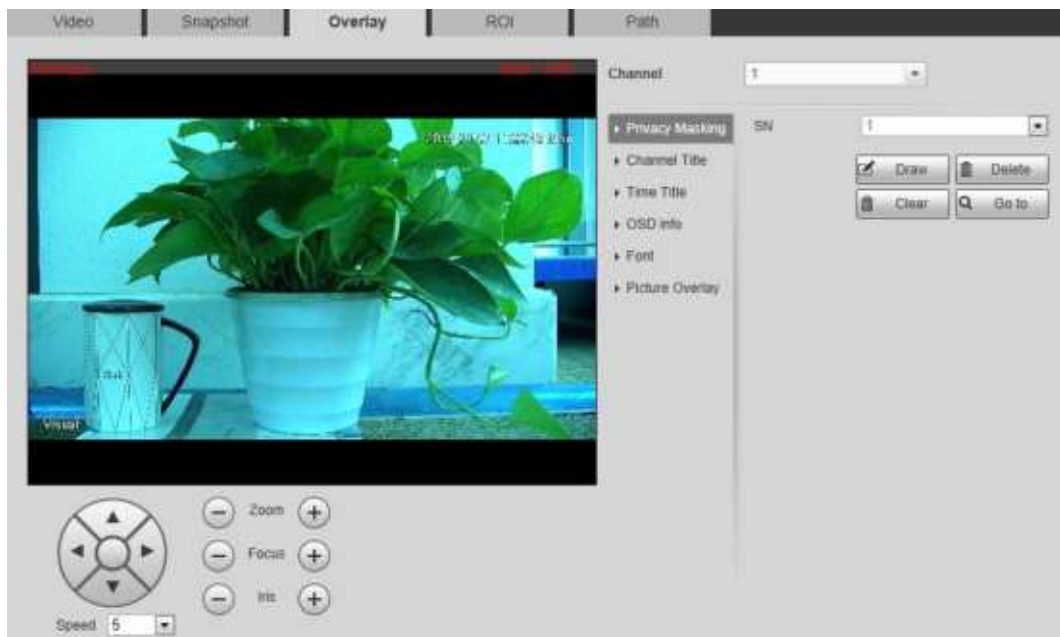 Video Snapshot Overlay ROI Path
Channel 1
Privacy Masking
Channel Title
Time Title
OSD info
Font
Picture Overlay
SN 1
Draw Delete
Clear Go to
Visual
Zoom
Focus
Iris
Speed 5